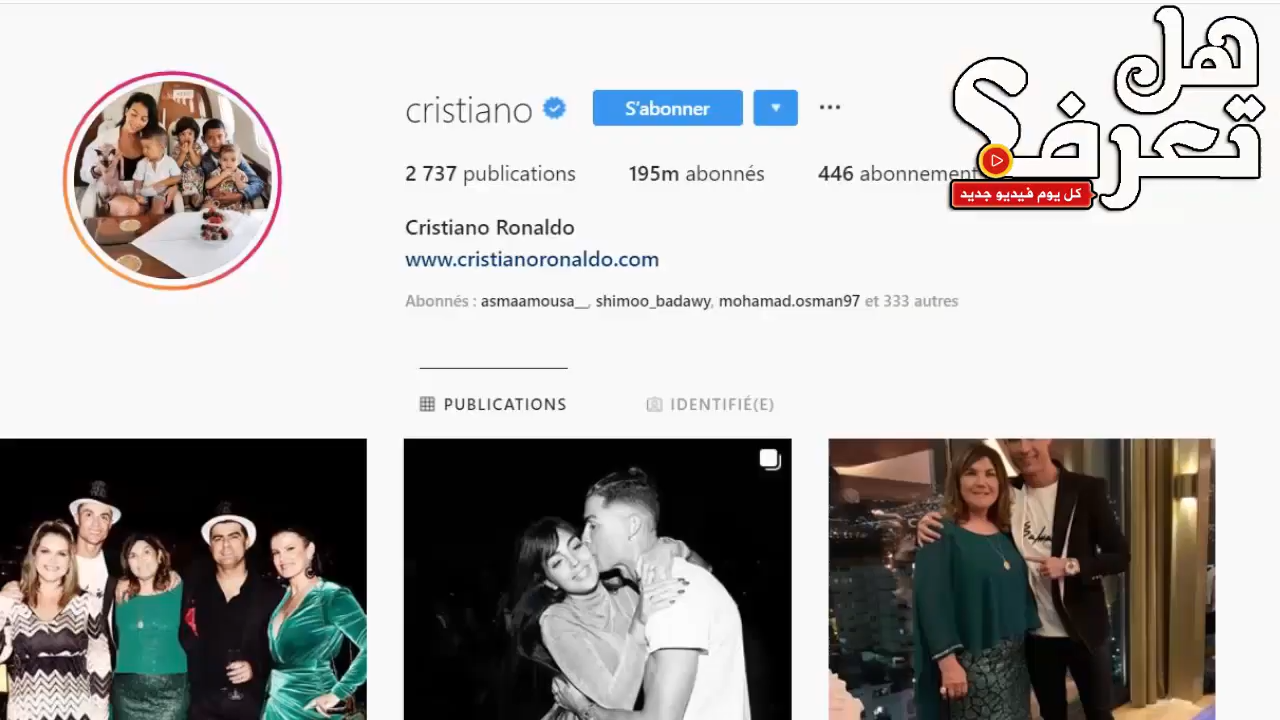 هل
تعرف؟
كل يوم فيديو جديد
cristiano
S'abonner
2 737 publications 195m abonnés 446 abonnement
Cristiano Ronaldo
www.cristianoronaldo.com
Abonnés : asmaamousa__, shimoo_badawy, mohamad.osman97 et 333 autres
PUBLICATIONS IDENTIFIÉ(E)